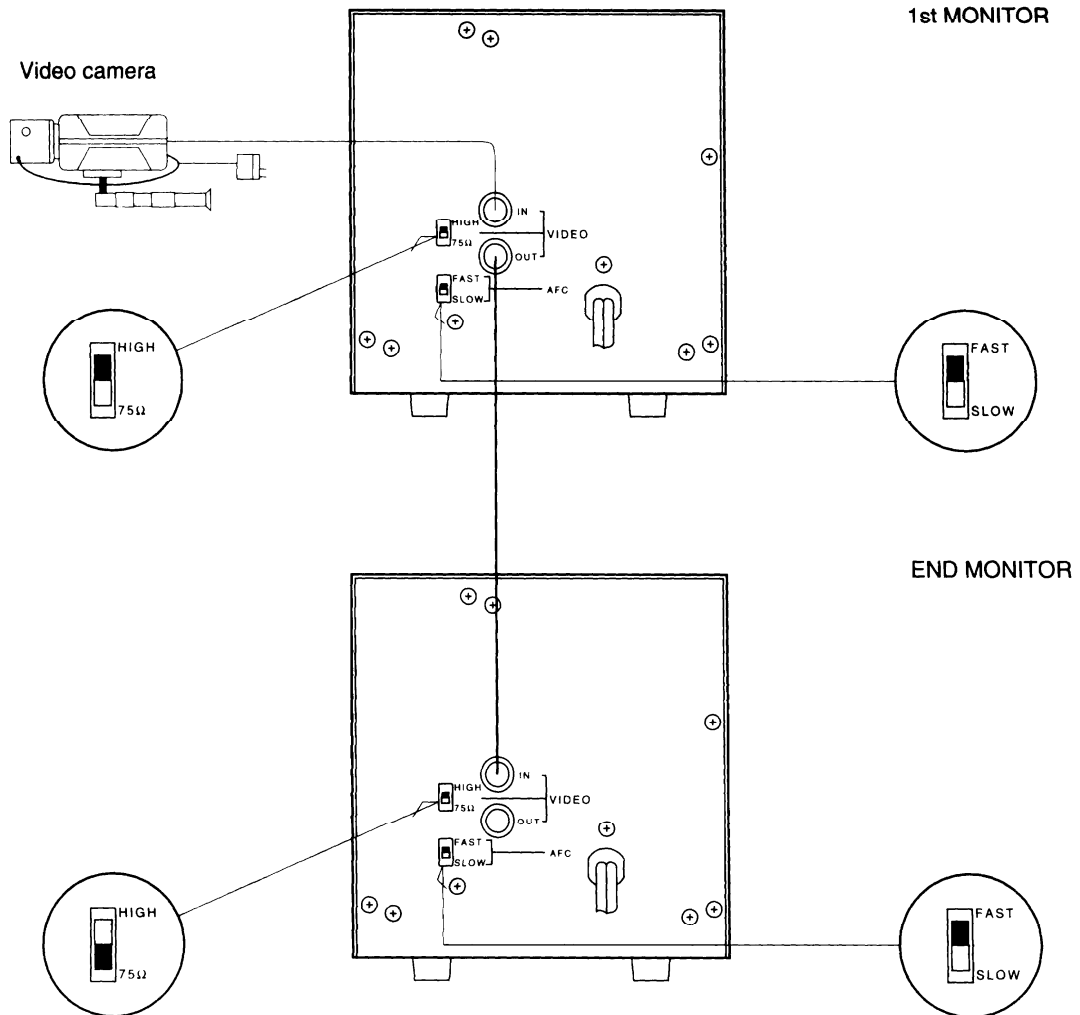 1st MONITOR
Video camera
IN
HIGH
VIDEO
75Ω
OUT
FAST
AFC
SLOW
HIGH
75Ω
FAST
SLOW
END MONITOR
IN
HIGH
VIDEO
75Ω
OUT
FAST
AFC
SLOW
HIGH
75Ω
FAST
SLOW